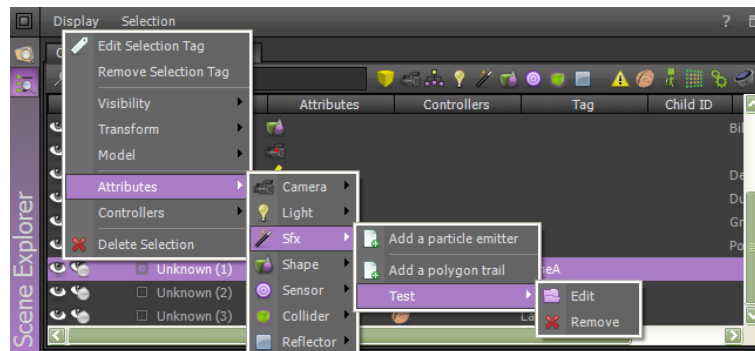 Display Selection ?
Edit Selection Tag
Remove Selection Tag
Visibility
Transform
Model
Attributes
Controllers
Delete Selection
Attributes Controllers Tag Child ID
Camera
Light
Sfx
Shape
Sensor
Collider
Reflector
Add a particle emitter
Add a polygon trail
Test
Edit
Remove
Unknown (1)
Unknown (2)
Unknown (3)
Scene Explorer